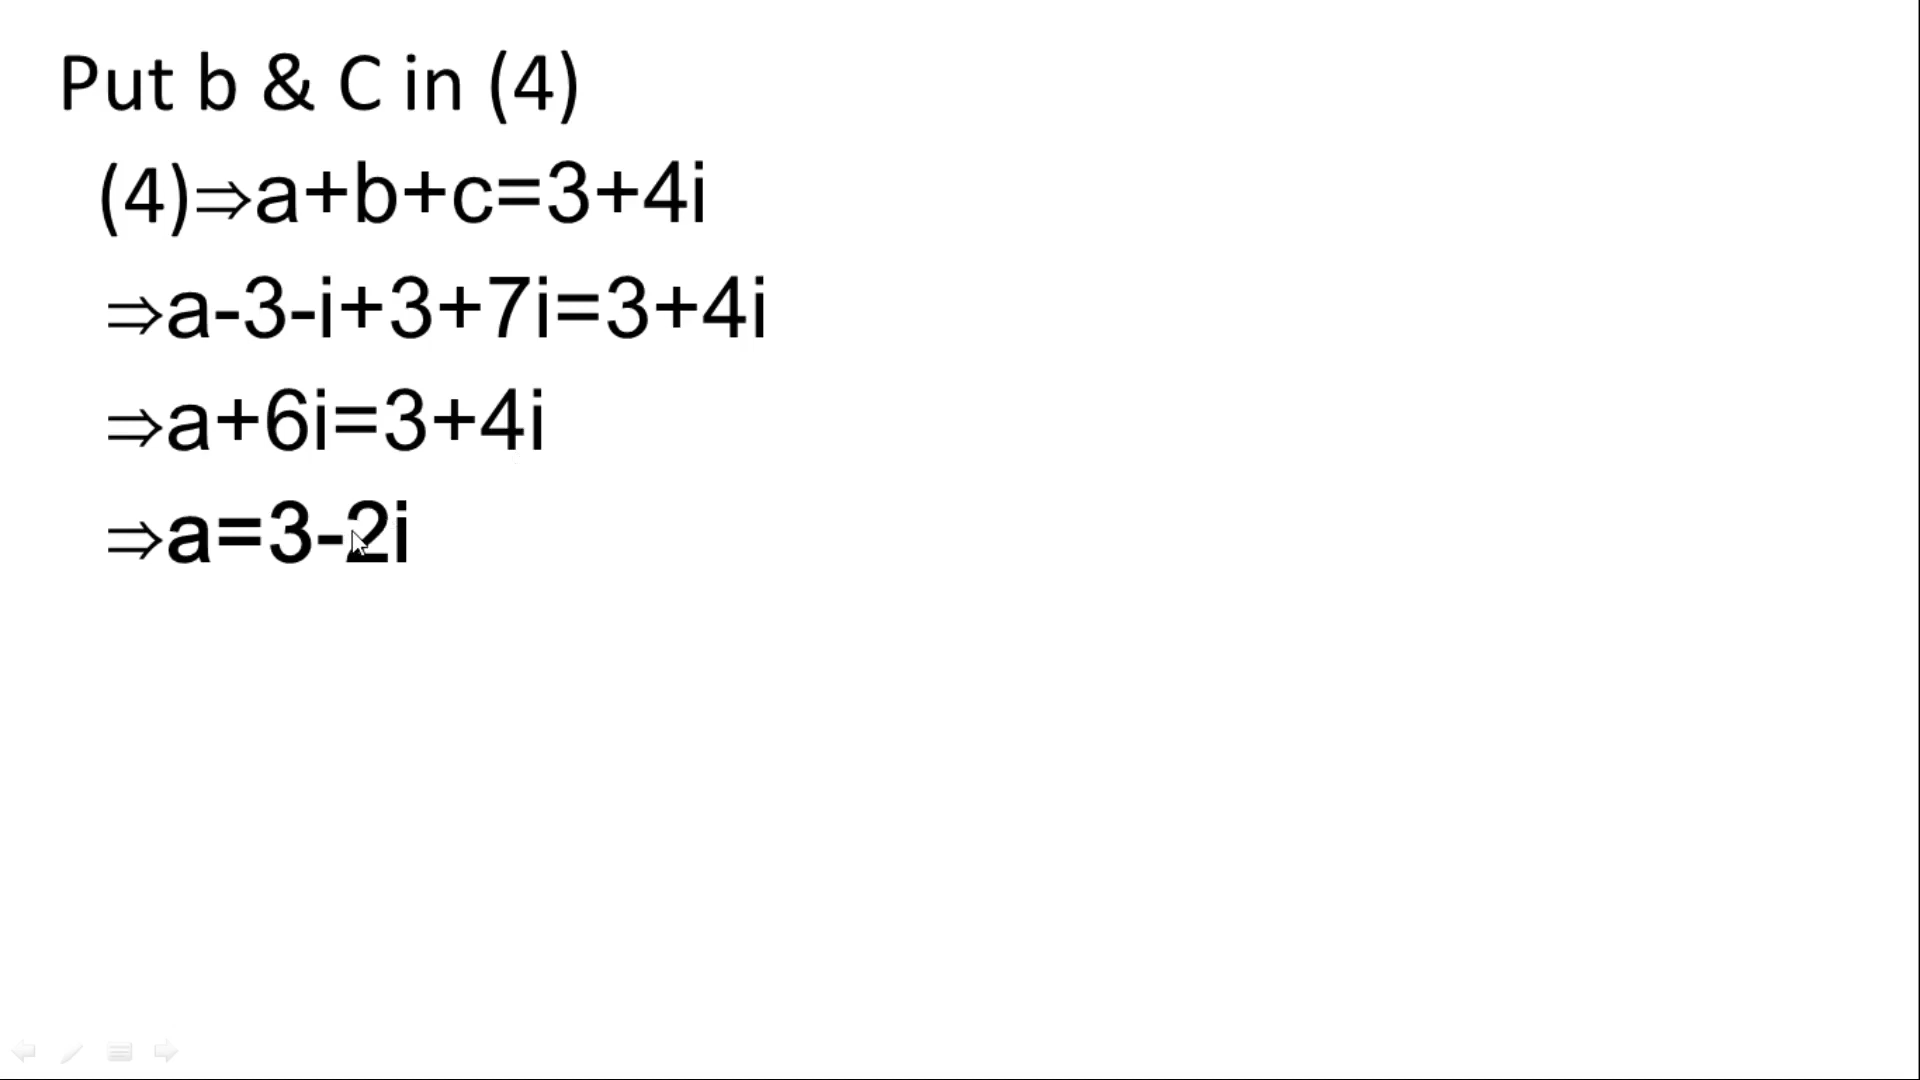 Put b & C in (4)
(4)⇒a+b+c=3+4i
⇒a-3-i+3+7i=3+4i
⇒a+6i=3+4i
⇒a=3-2i